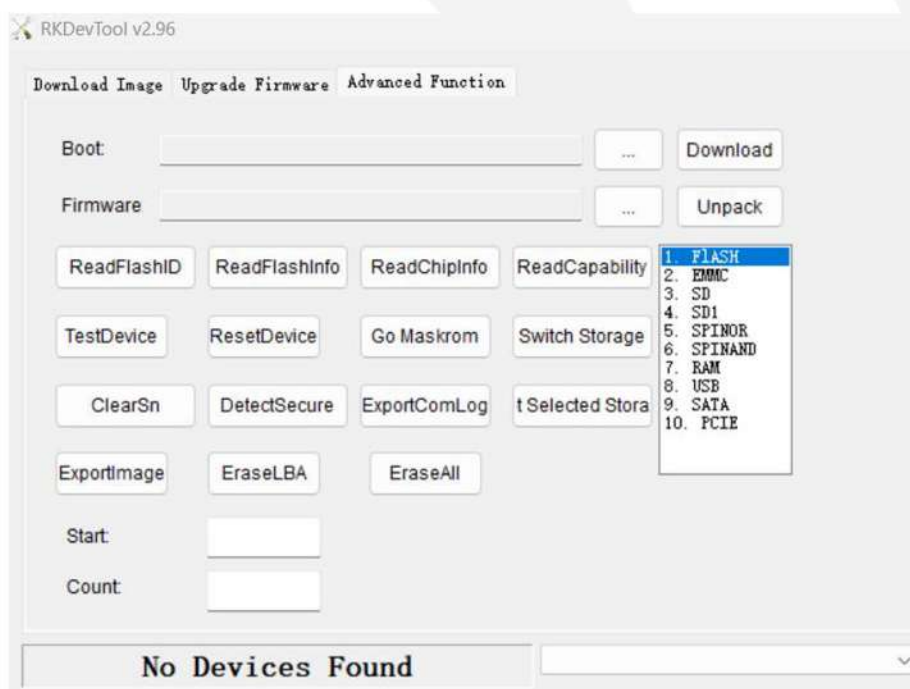 RKDevTool v2.96
Download Image Upgrade Firmware Advanced Function
Boot: ... Download
Firmware ... Unpack
ReadFlashID ReadFlashInfo ReadChipInfo ReadCapability
TestDevice ResetDevice Go Maskrom Switch Storage
ClearSn DetectSecure ExportComLog t Selected Stora
ExportImage EraseLBA EraseAll
1. FlASH
2. EMMC
3. SD
4. SD1
5. SPINOR
6. SPINAND
7. RAM
8. USB
9. SATA
10. PCIE
Start:
Count:
No Devices Found